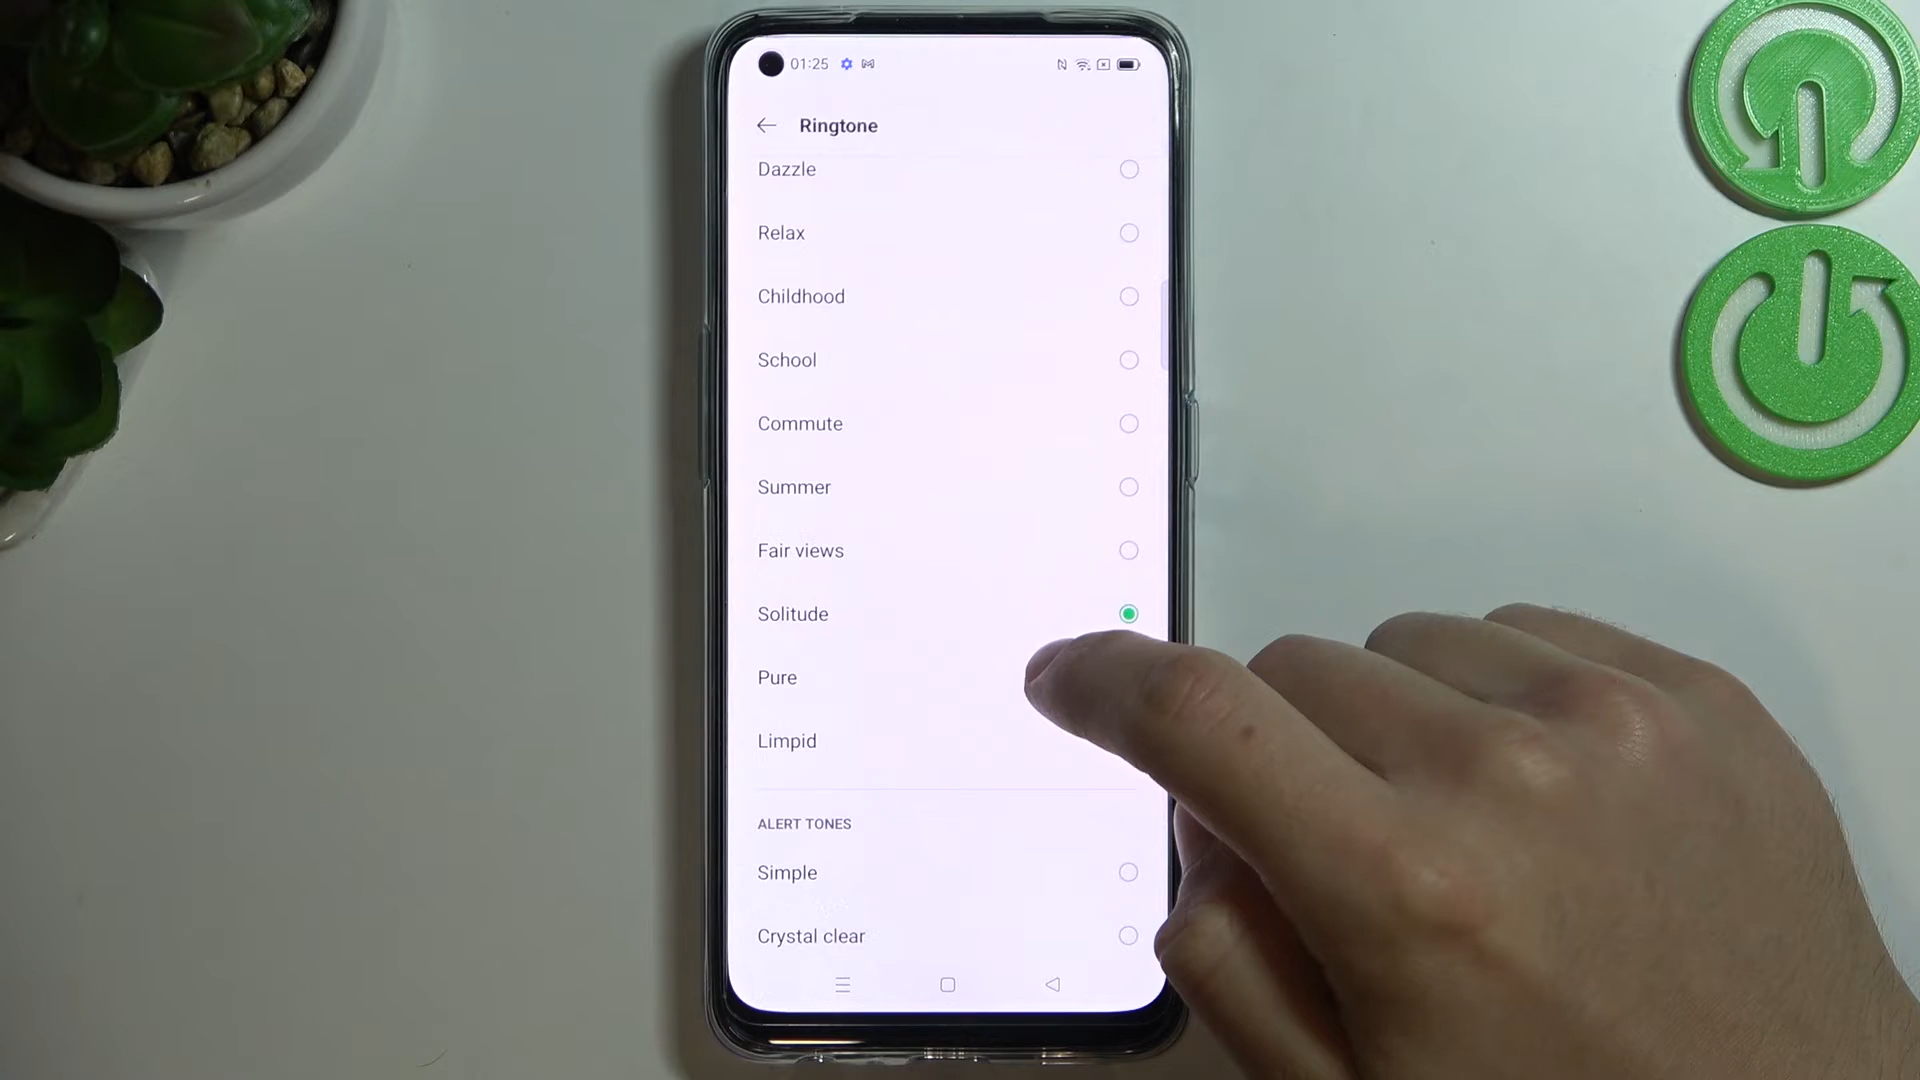 01:25
Ringtone
Dazzle
Relax
Childhood
School
Commute
Summer
Fair views
Solitude
Pure
Limpid
ALERT TONES
Simple
Crystal clear